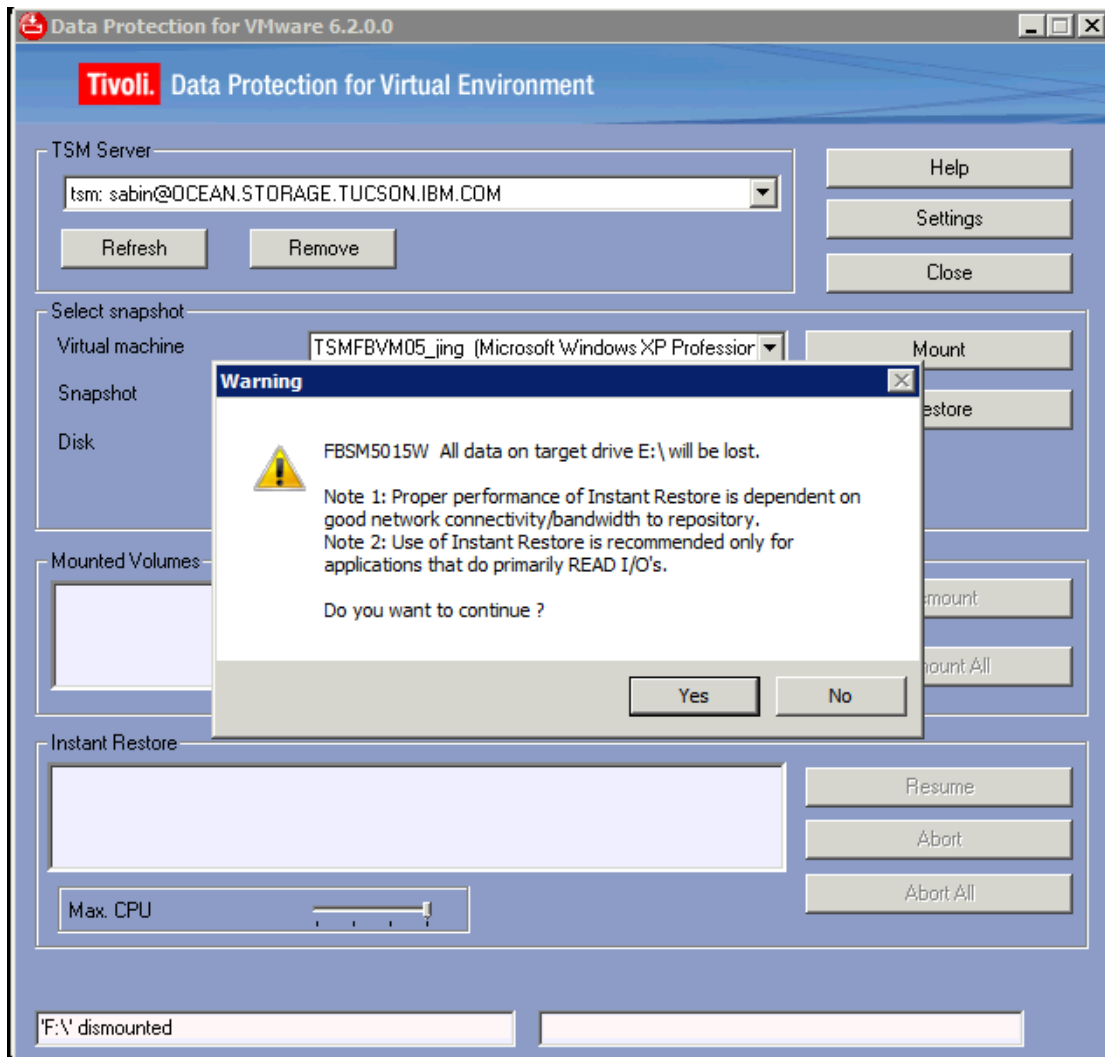 Data Protection for VMware 6.2.0.0
Tivoli. Data Protection for Virtual Environment
TSM Server
tsm: sabin@OCEAN.STORAGE.TUCSON.IBM.COM
Refresh
Remove
Help
Settings
Close
Select snapshot
Virtual machine
TSMFBVM05_jing (Microsoft Windows XP Profession
Mount
Snapshot
estore
Disk
Warning
FBSM5015W All data on target drive E:\ will be lost.
Note 1: Proper performance of Instant Restore is dependent on
good network connectivity/bandwidth to repository.
Note 2: Use of Instant Restore is recommended only for
applications that do primarily READ I/O's.
Do you want to continue ?
Yes
No
Mounted Volumes
smount
ount All
Instant Restore
Resume
Abort
Abort All
Max. CPU
'F:\' dismounted